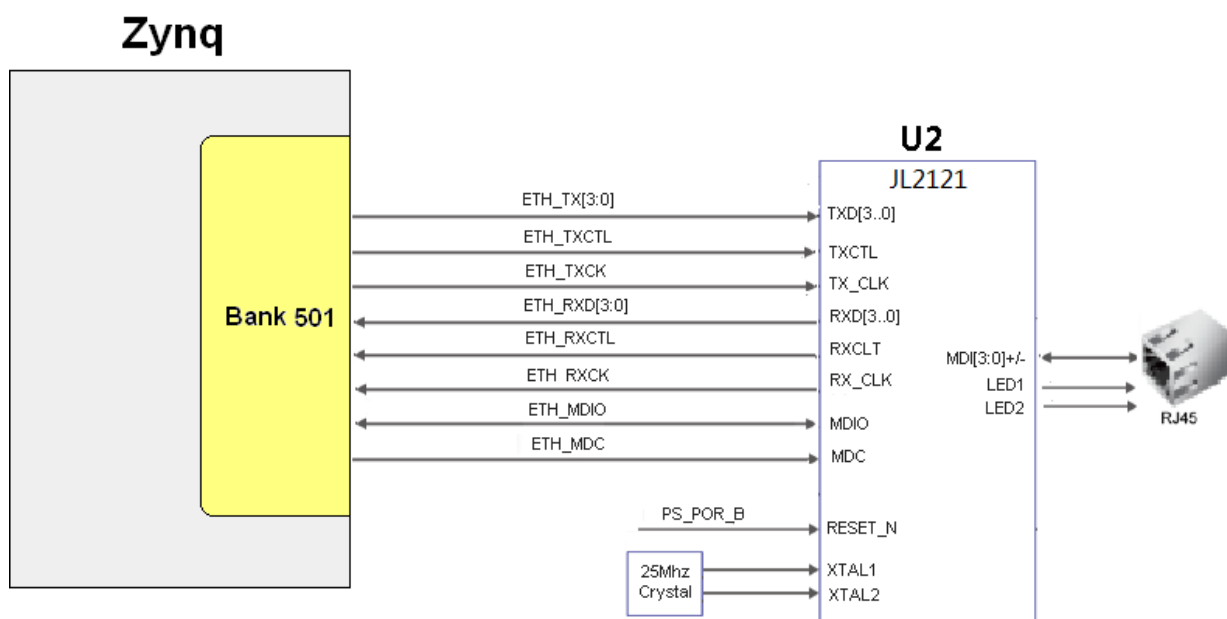 Zynq
Bank 501
ETH_TX[3:0]
ETH_TXCTL
ETH_TXCK
ETH_RXD[3:0]
ETH_RXCTL
ETH RXCK
ETH_MDIO
ETH_MDC
PS_POR_B
25Mhz
Crystal
U2
JL2121
TXD[3..0]
TXCTL
TX_CLK
RXD[3..0]
RXCLT
RX_CLK
MDIO
MDC
RESET_N
XTAL1
XTAL2
MDI[3:0]+/-
LED1
LED2
RJ45